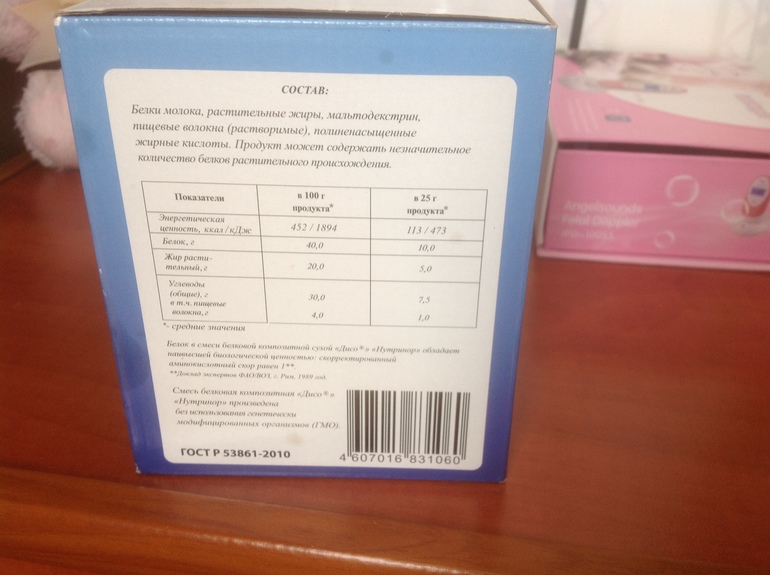 СОСТАВ:
Белки молока, растительные жиры, мальтодекстрин,
пищевые волокна (растворимые), полиненасыщенные
жирные кислоты. Продукт может содержать незначительное
количество белков растительного происхождения.
Показатели
в 100 г
продукта*
в 25 г
продукта*
Энергетическая
ценность, ккал/кДж
452 / 1894
113 / 473
Белок, г
40,0
10,0
Жир расти-
тельный, г
20,0
5,0
Углеводы
(общие), г
в т.ч. пищевые
волокна, г
30,0
4,0
7,5
1,0
*- средние значения
Белок в смеси белковой композитной сухой «Дисо®» «Нутринор» обладает
наивысшей биологической ценностью: скорректированный
аминокислотный скор равен 1**.
**Доклад экспертов ФАО/ВОЗ, г. Рим, 1989 год.
Смесь белковая композитная «Дисо®»
«Нутринор» произведена
без использования генетически
модифицированных организмов (ГМО).
ГОСТ Р 53861-2010
4 607016 831060
Angelsounds
Fetal Doppler